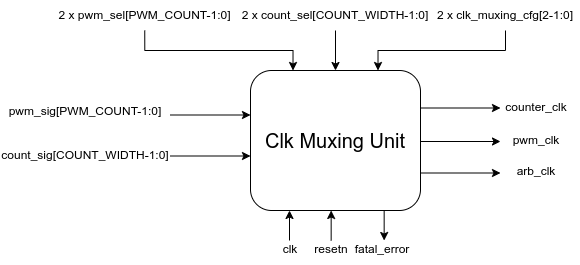 2 x pwm_sel[PWM_COUNT-1:0] 2 x count_sel[COUNT_WIDTH-1:0] 2 x clk_muxing_cfg[2-1:0]
pwm_sig[PWM_COUNT-1:0]
count_sig[COUNT_WIDTH-1:0]
Clk Muxing Unit
counter_clk
pwm_clk
arb_clk
clk resetn fatal_error